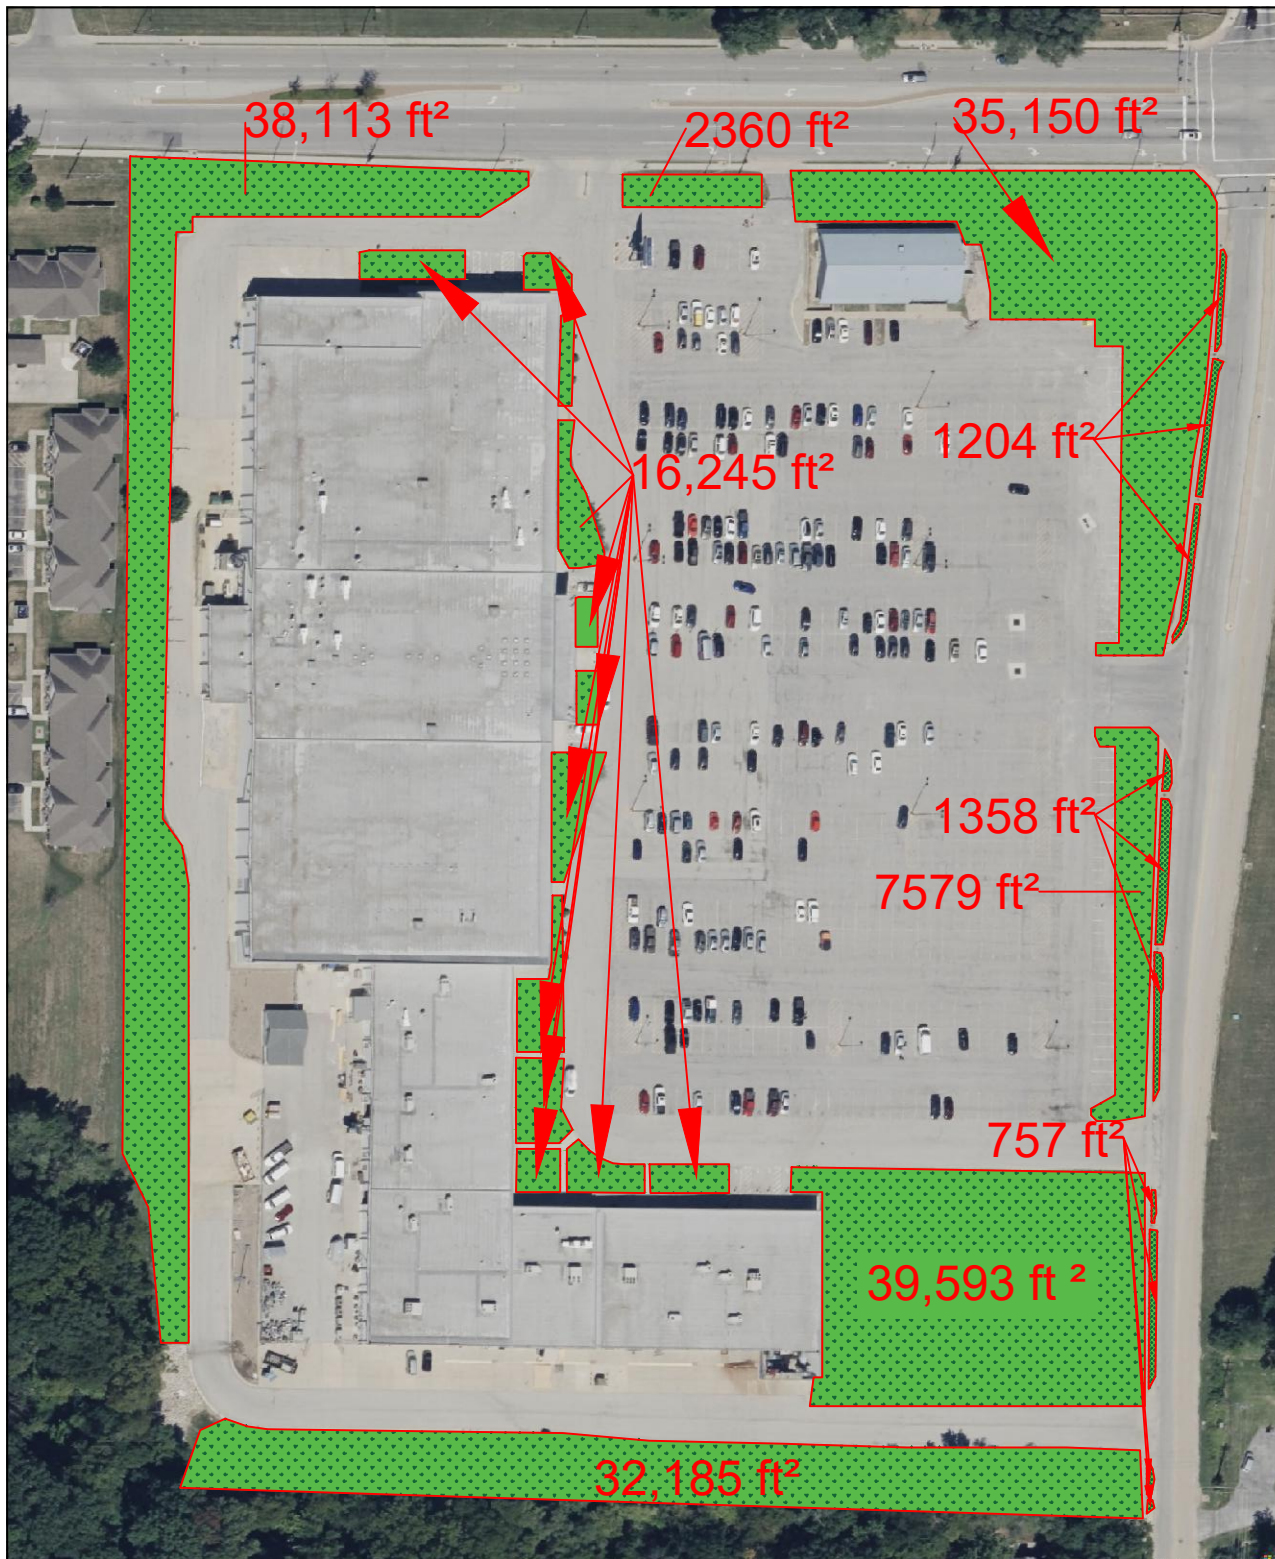 38,113 ft²
2360 ft²
35,150 ft²
1204 ft²
16,245 ft²
1358 ft²
7579 ft²
757 ft²
39,593 ft ²
32,185 ft²